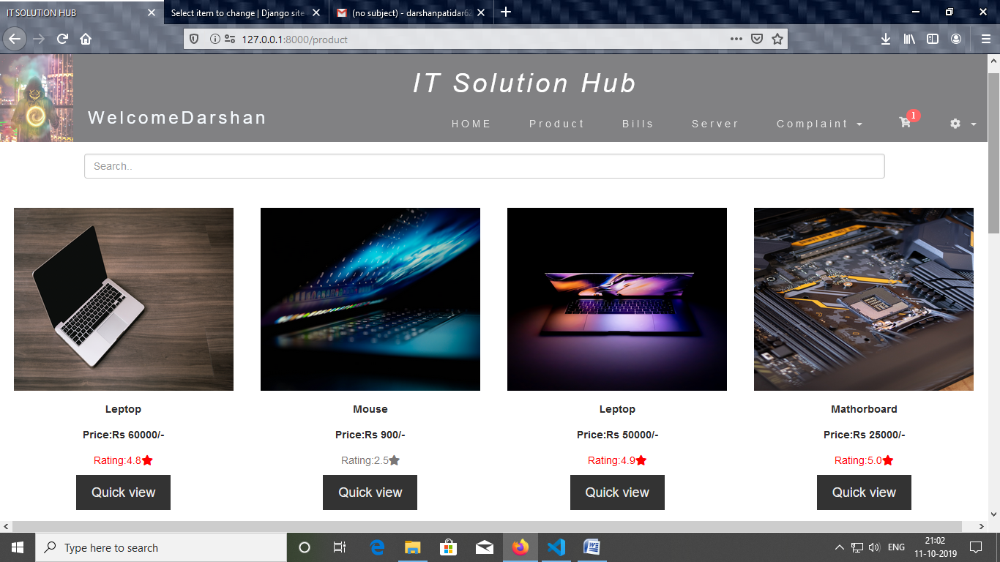 IT SOLUTION HUB
Select item to change | Django site
(no subject) - darshanpatidar62
127.0.0.1:8000/product
IT Solution Hub
WelcomeDarshan
HOME Product Bills Server Complaint 1
Search..
Leptop Mouse Leptop Mathorboard
Price:Rs 60000/- Price:Rs 900/- Price:Rs 50000/- Price:Rs 25000/-
Rating:4.8 Rating:2.5 Rating:4.9 Rating:5.0
Quick view Quick view Quick view Quick view
Type here to search
ENG
21:02
11-10-2019